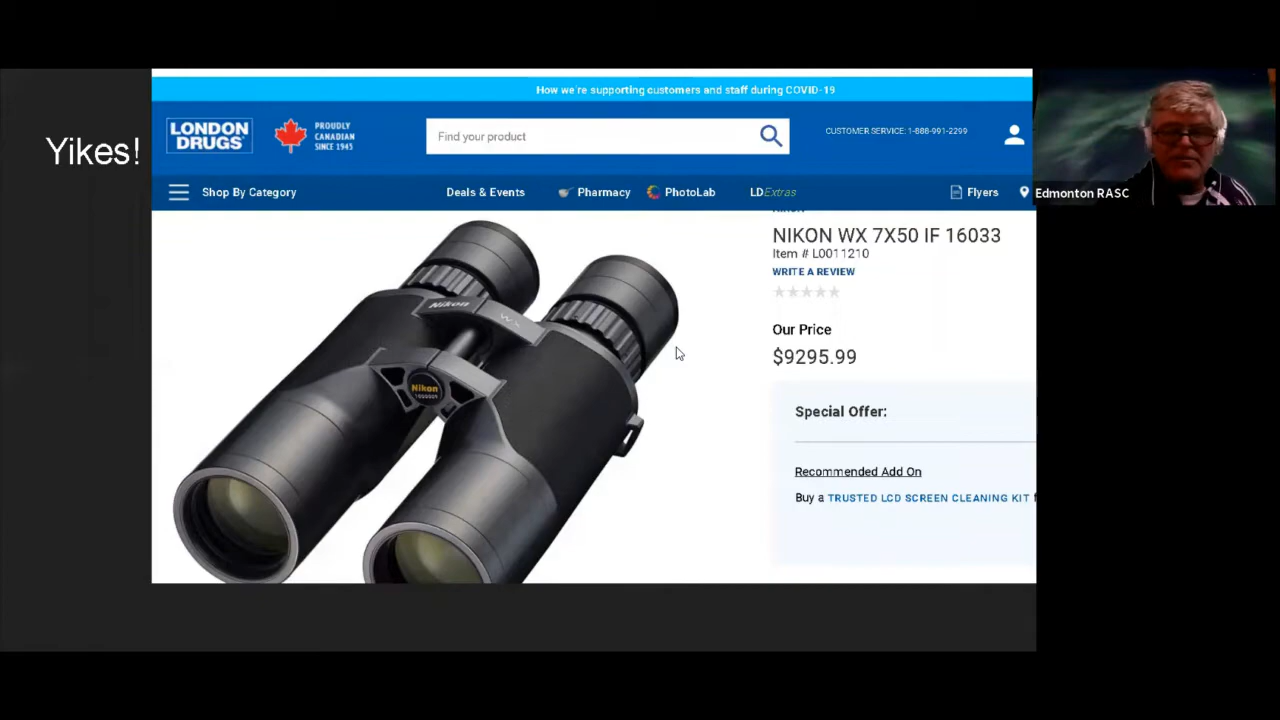 Yikes!
How we're supporting customers and staff during COVID-19
LONDON
DRUGS
PROUDLY
CANADIAN
SINCE 1945
Find your product
CUSTOMER SERVICE: 1-888-991-2299
Shop By Category
Deals & Events
Pharmacy
PhotoLab
LDExtras
Flyers
Edmonton RASC
NIKON WX 7X50 IF 16033
Item # L0011210
WRITE A REVIEW
Our Price
$9295.99
Special Offer:
Recommended Add On
Buy a TRUSTED LCD SCREEN CLEANING KIT
Nikon
WX
Nikon